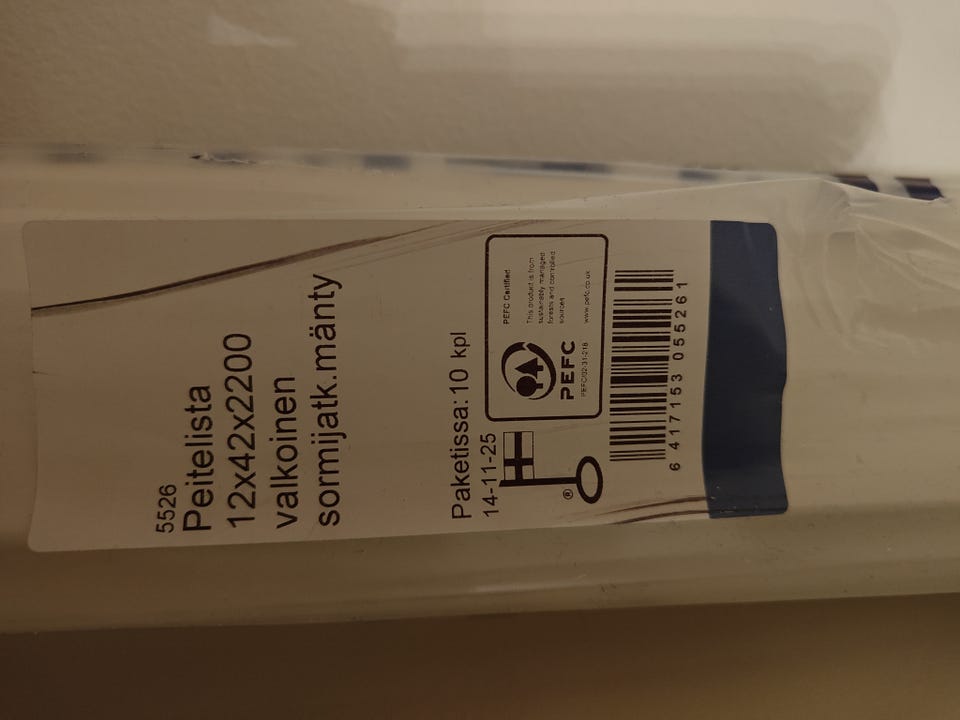 5526
Peitelista
12x42x2200
valkoinen
sormijatk.mänty
Paketissa: 10 kpl
14-11-25
®
PEFC
PEFC/02-31-218
PEFC Certified
This product is from
sustainably managed
forests and controlled
sources
www.pefc.co.uk
6 417153 055261